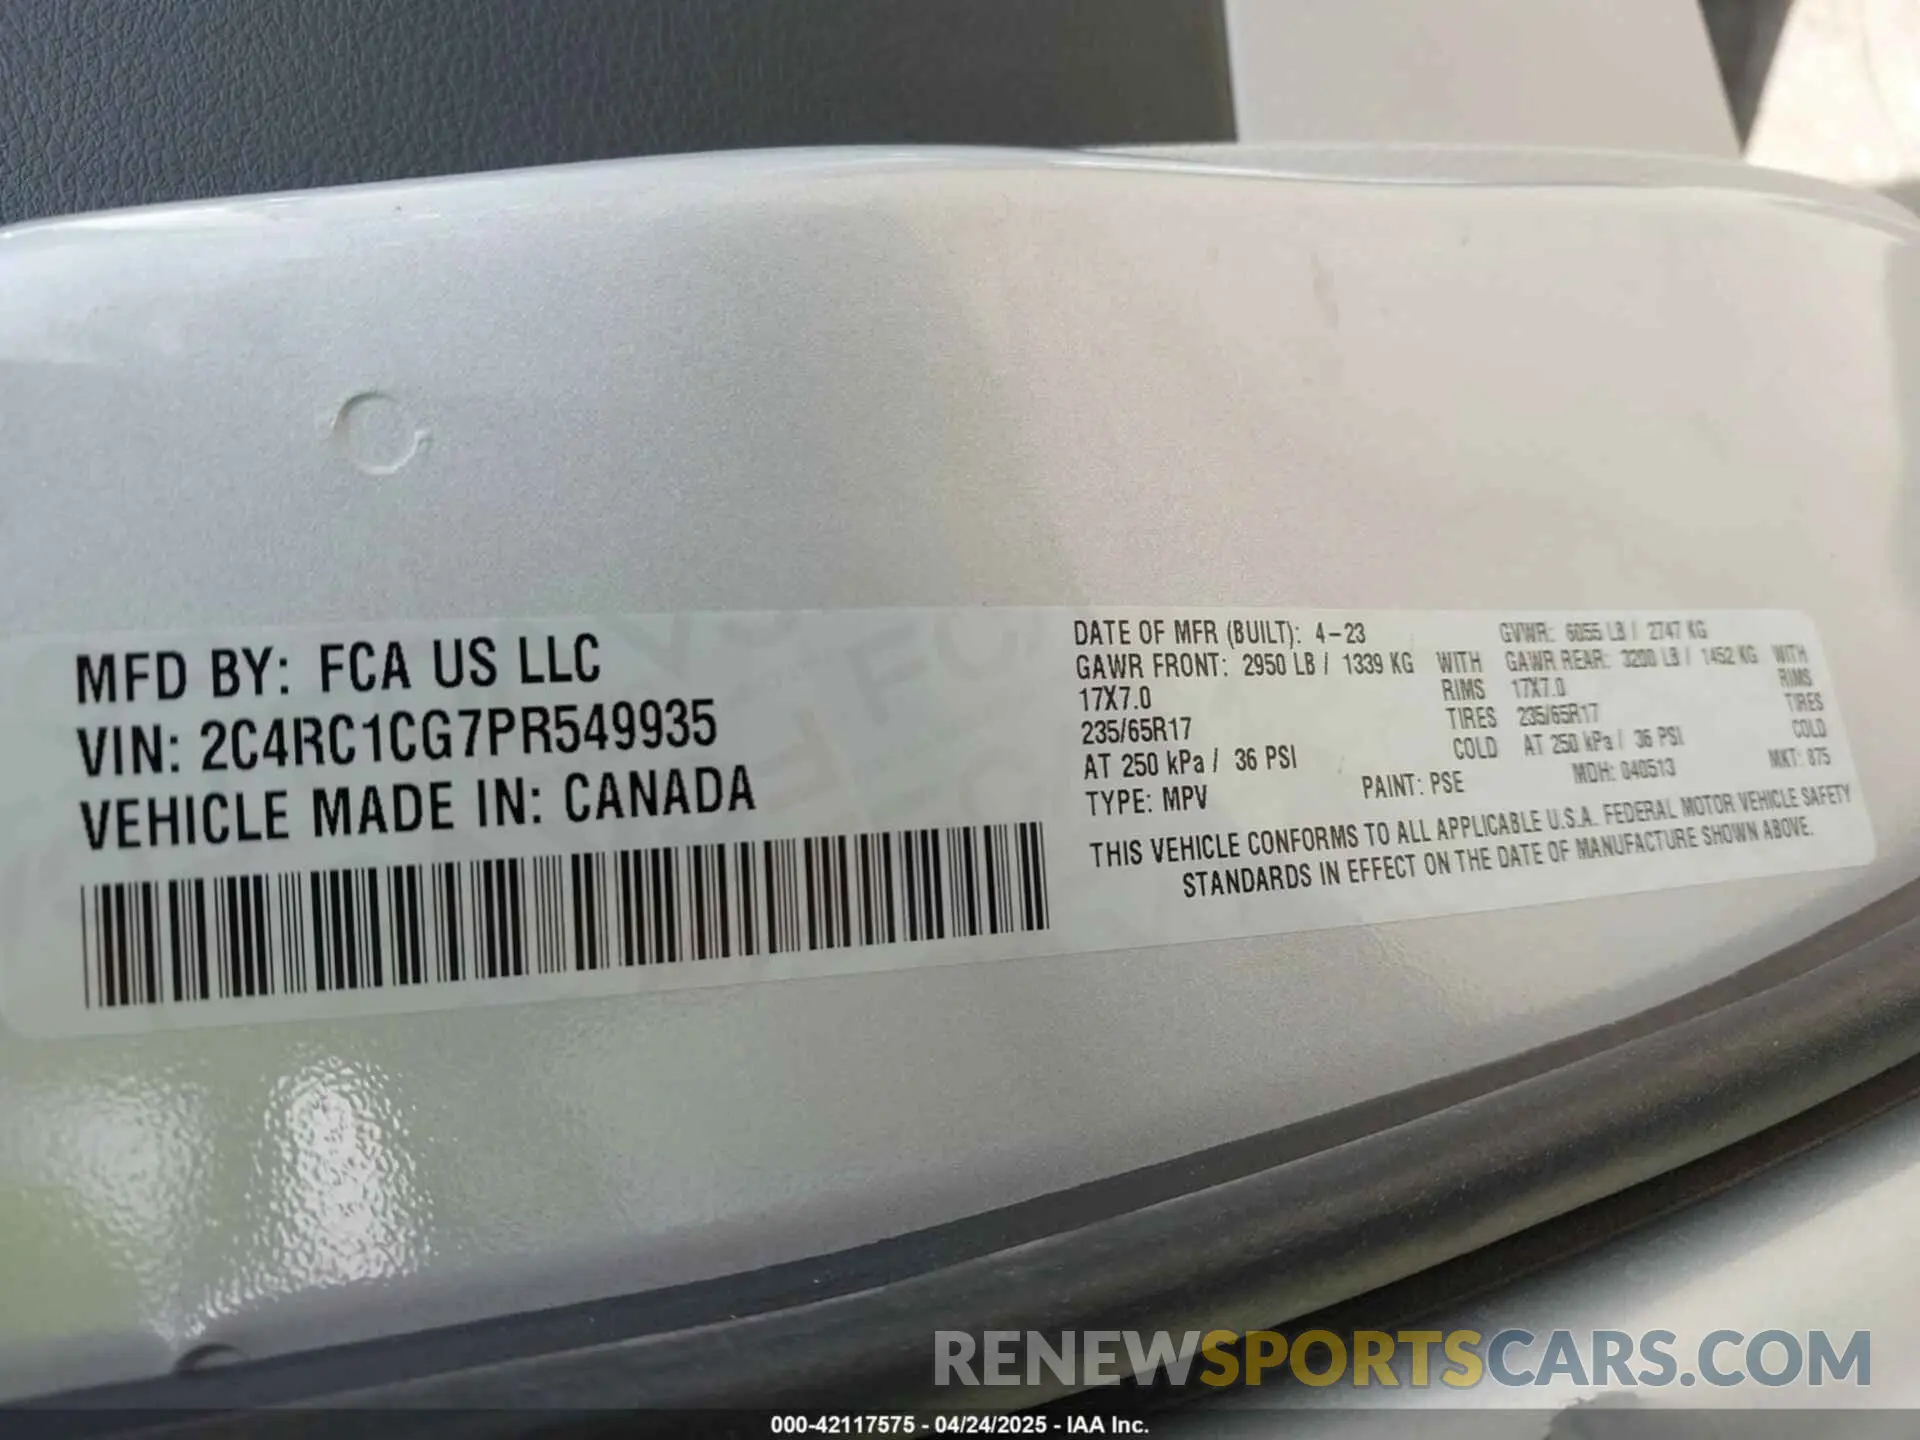 MFD BY: FCA US LLC
VIN: 2C4RC1CG7PR549935
VEHICLE MADE IN: CANADA
DATE OF MFR (BUILT): 4-23 GVWR: 6055 LB / 2747 KG
GAWR FRONT: 2950 LB / 1339 KG WITH GAWR REAR: 3200 LB / 1452 KG WITH
17X7.0 RIMS 17X7.0 RIMS
235/65R17 TIRES 235/65R17 TIRES
AT 250 kPa / 36 PSI COLD AT 250 kPa / 36 PSI COLD
TYPE: MPV PAINT: PSE MDH: 040513 MKT: 875
THIS VEHICLE CONFORMS TO ALL APPLICABLE U.S.A. FEDERAL MOTOR VEHICLE SAFETY
STANDARDS IN EFFECT ON THE DATE OF MANUFACTURE SHOWN ABOVE.
RENEWSPORTSCARS.COM
000-42117575 - 04/24/2025 - IAA Inc.